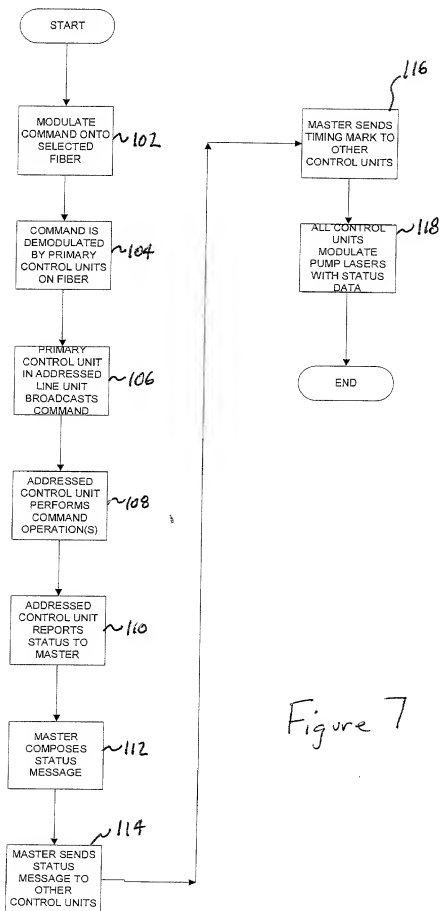 START
MODULATE
COMMAND ONTO
SELECTED
FIBER
102
COMMAND IS
DEMODULATED
BY PRIMARY
CONTROL UNITS
ON FIBER
104
PRIMARY
CONTROL UNIT
IN ADDRESSED
LINE UNIT
BROADCASTS
COMMAND
106
ADDRESSED
CONTROL UNIT
PERFORMS
COMMAND
OPERATION(S)
108
ADDRESSED
CONTROL UNIT
REPORTS
STATUS TO
MASTER
110
MASTER
COMPOSES
STATUS
MESSAGE
112
114
MASTER SENDS
STATUS
MESSAGE TO
OTHER
CONTROL UNITS
116
MASTER SENDS
TIMING MARK TO
OTHER
CONTROL UNITS
118
ALL CONTROL
UNITS
MODULATE
PUMP LASERS
WITH STATUS
DATA
END
Figure 7